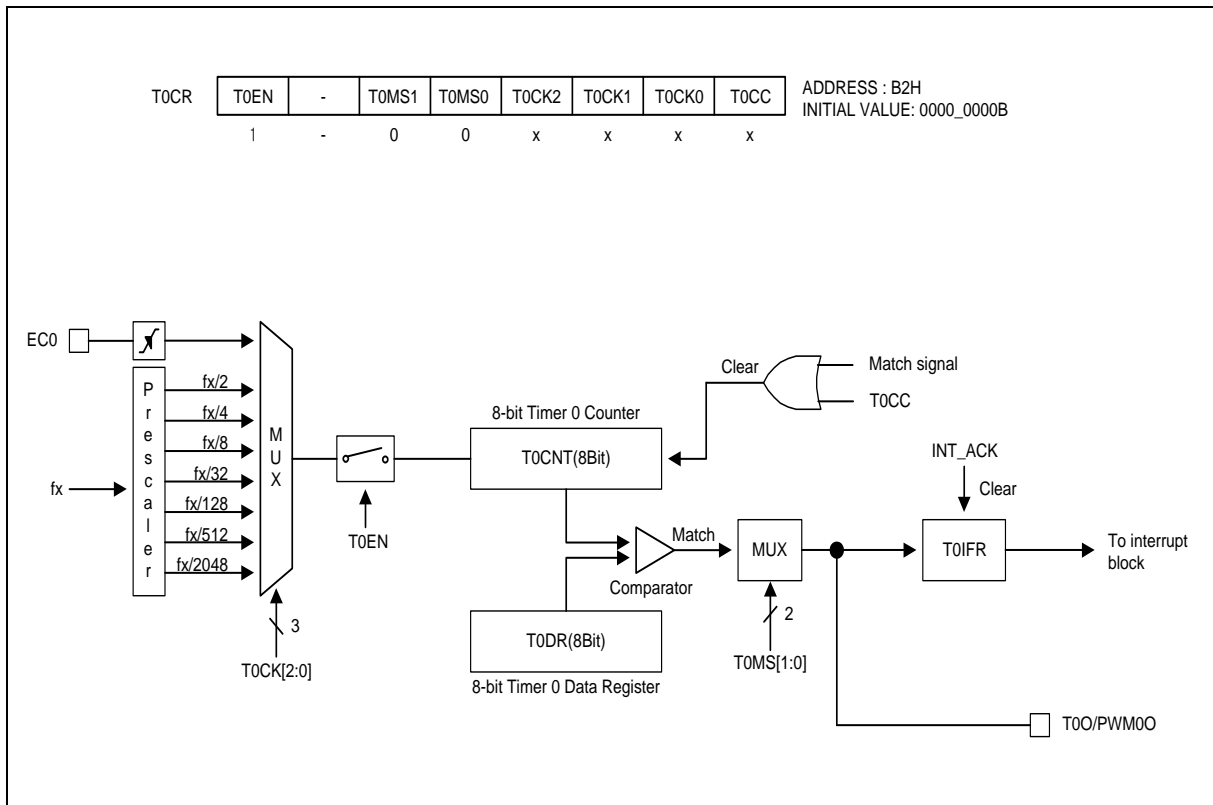 T0CR T0EN - T0MS1 T0MS0 T0CK2 T0CK1 T0CK0 T0CC
ADDRESS : B2H
INITIAL VALUE: 0000_0000B
1 - 0 0 x x x x
EC0
Prescaler
fx
fx/2
fx/4
fx/8
fx/32
fx/128
fx/512
fx/2048
MUX
3
T0CK[2:0]
T0EN
8-bit Timer 0 Counter
T0CNT(8Bit)
Clear
Match signal
T0CC
Comparator
Match
T0DR(8Bit)
8-bit Timer 0 Data Register
MUX
2
T0MS[1:0]
INT_ACK
Clear
T0IFR
To interrupt
block
T0O/PWM0O